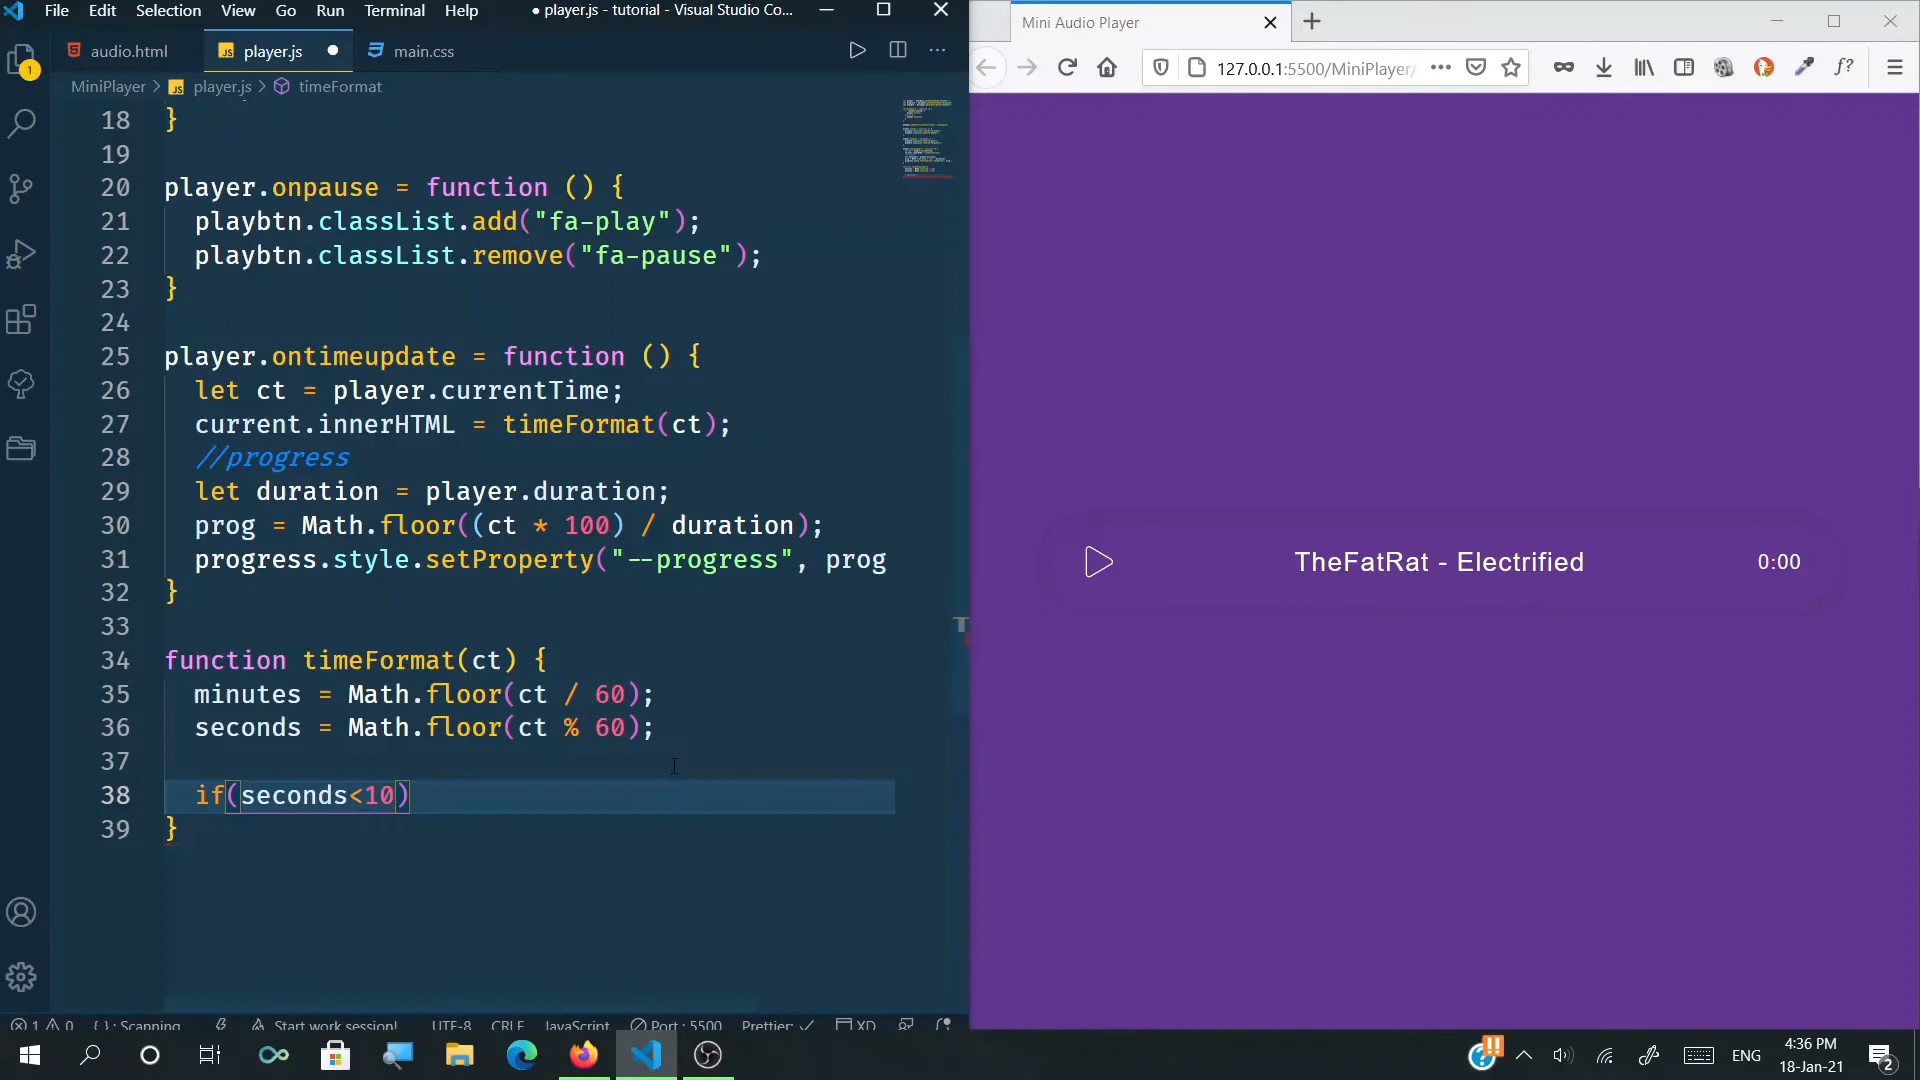 File Edit Selection View Go Run Terminal Help ● player.js - tutorial - Visual Studio Co...
audio.html JS player.js main.css
MiniPlayer > JS player.js > timeFormat
18 }
19
20 player.onpause = function () {
21 playbtn.classList.add("fa-play");
22 playbtn.classList.remove("fa-pause");
23 }
24
25 player.ontimeupdate = function () {
26 let ct = player.currentTime;
27 current.innerHTML = timeFormat(ct);
28 //progress
29 let duration = player.duration;
30 prog = Math.floor((ct * 100) / duration);
31 progress.style.setProperty("--progress", prog
32 }
33
34 function timeFormat(ct) {
35 minutes = Math.floor(ct / 60);
36 seconds = Math.floor(ct % 60);
37
38 if(seconds<10)
39 }
1 0 { } : Scanning Start work session! UTF-8 CRLF JavaScript Port : 5500 Prettier: ✓ XD
Mini Audio Player
127.0.0.1:5500/MiniPlayer/ ••• f?
TheFatRat - Electrified 0:00
1
ENG 4:36 PM
18-Jan-21 2